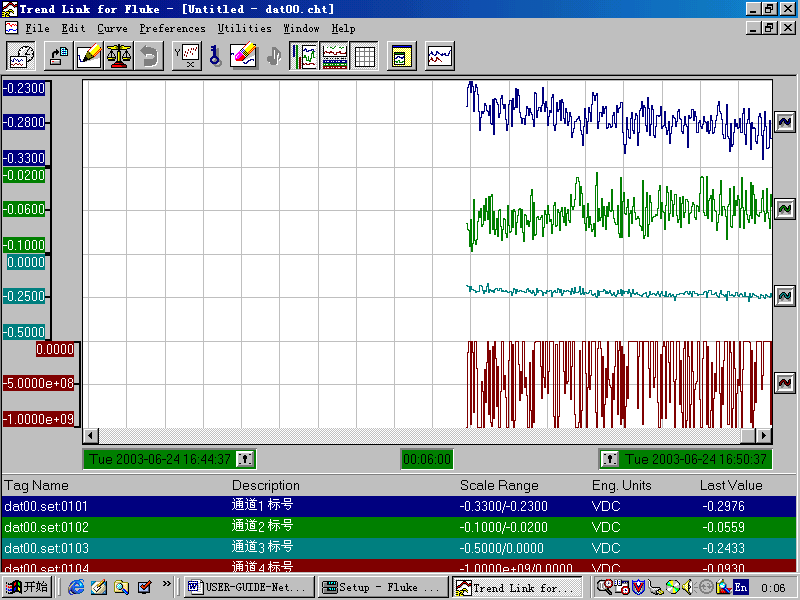 Trend Link for Fluke - [Untitled - dat00.cht]
File Edit Curve Preferences Utilities Window Help
-0.2300
-0.2800
-0.3300
-0.0200
-0.0600
-0.1000
0.0000
-0.2500
-0.5000
0.0000
-5.0000e+08
-1.0000e+09
Tue 2003-06-24 16:44:37 00:06:00 Tue 2003-06-24 16:50:37
Tag Name Description Scale Range Eng. Units Last Value
dat00.set:0101 通道1 标号 -0.3300/-0.2300 VDC -0.2976
dat00.set:0102 通道2 标号 -0.1000/-0.0200 VDC -0.0559
dat00.set:0103 通道3 标号 -0.5000/0.0000 VDC -0.2433
dat00.set:0104 通道4 标号 -1.0000e+09/0.0000 VDC -0.0930
开始 USER-GUIDE-Net... Setup - Fluke ... Trend Link for... En 0:06